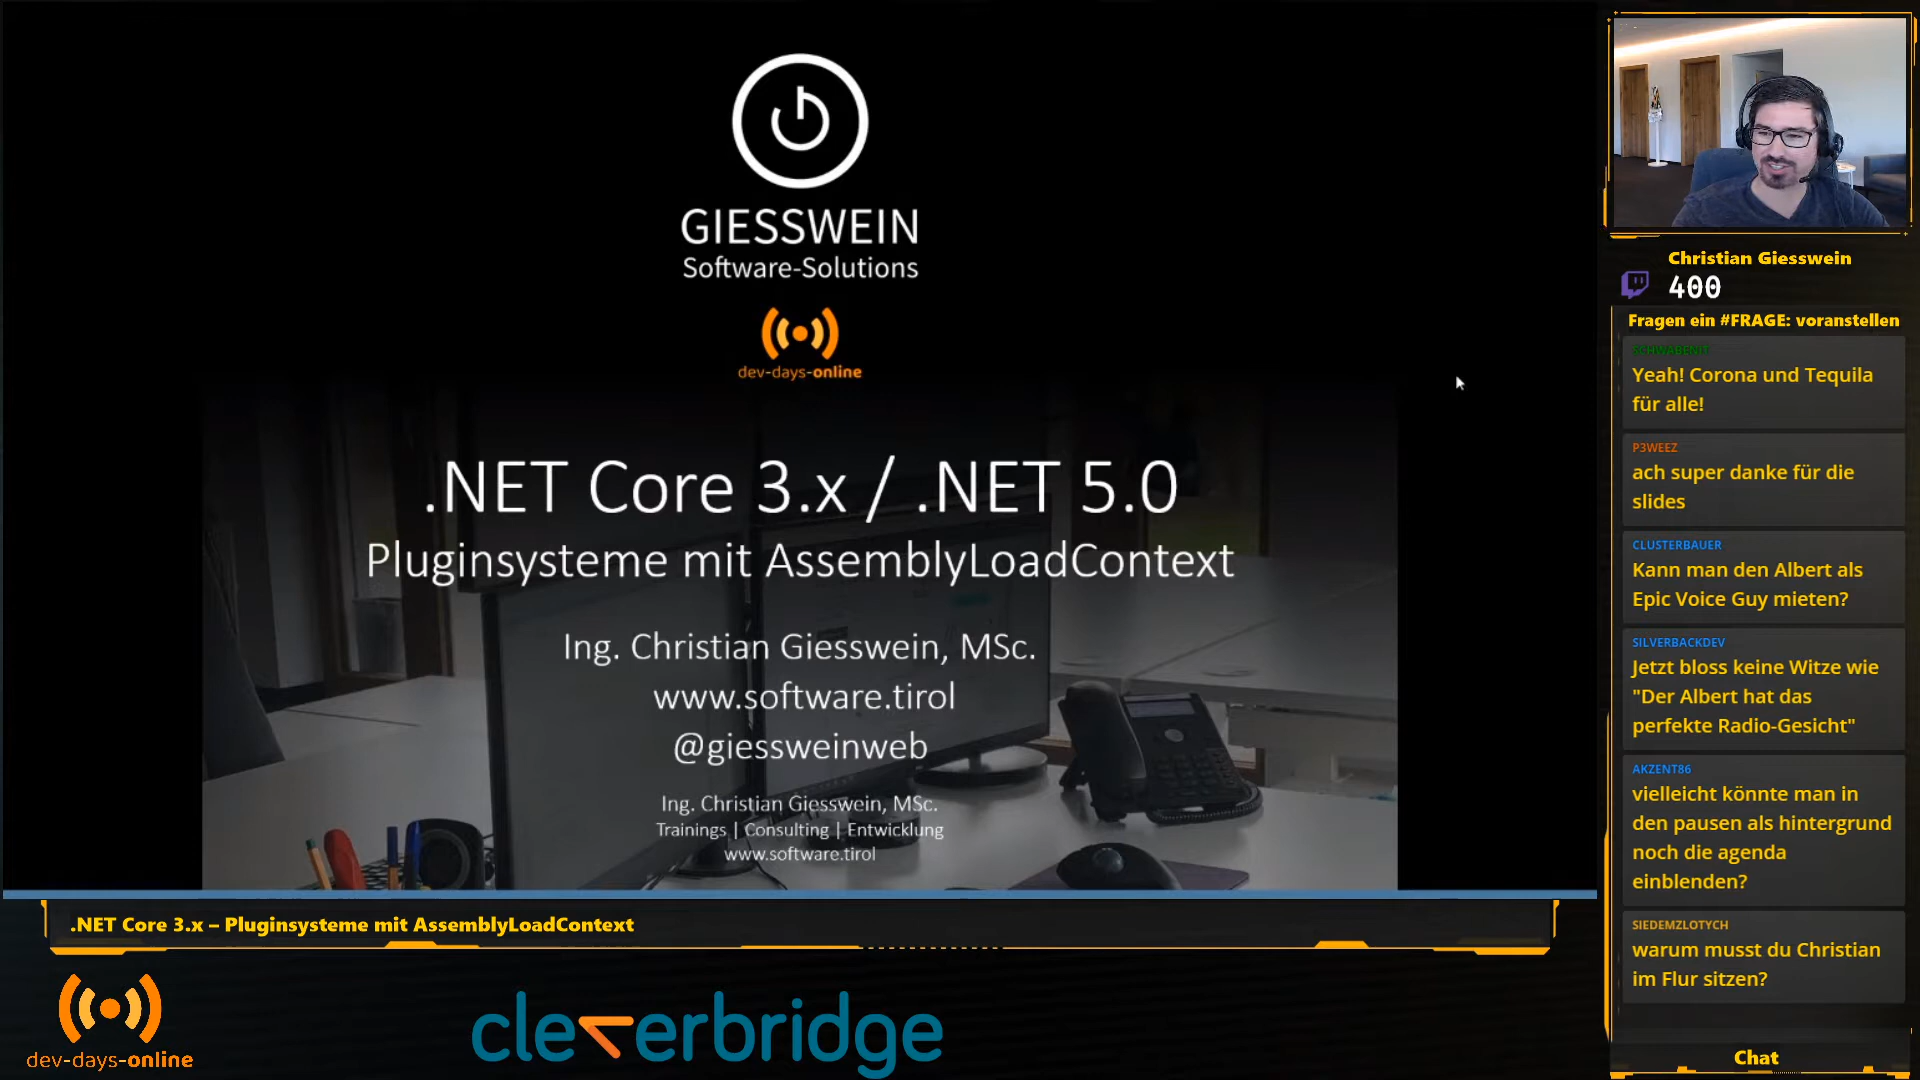 GIESSWEIN
Software-Solutions
dev-days-online
.NET Core 3.x / .NET 5.0
Pluginsysteme mit AssemblyLoadContext
Ing. Christian Giesswein, MSc.
www.software.tirol
@giessweinweb
Ing. Christian Giesswein, MSc.
Trainings | Consulting | Entwicklung
www.software.tirol
.NET Core 3.x – Pluginsysteme mit AssemblyLoadContext
dev-days-online
cleverbridge
Christian Giesswein
400
Fragen ein #FRAGE: voranstellen
SCHWABENIT
Yeah! Corona und Tequila
für alle!
P3WEEZ
ach super danke für die
slides
CLUSTERBAUER
Kann man den Albert als
Epic Voice Guy mieten?
SILVERBACKDEV
Jetzt bloss keine Witze wie
"Der Albert hat das
perfekte Radio-Gesicht"
AKZENT86
vielleicht könnte man in
den pausen als hintergrund
noch die agenda
einblenden?
SIEDEMZLOTYCH
warum musst du Christian
im Flur sitzen?
Chat